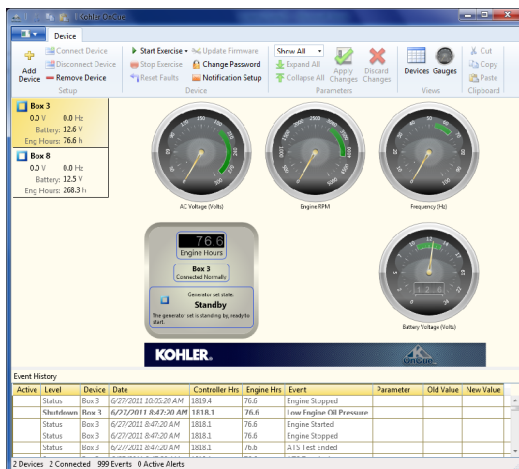 Kohler OnCue
Device
Add Device
Connect Device
Disconnect Device
Remove Device
Setup
Start Exercise
Stop Exercise
Reset Faults
Update Firmware
Change Password
Notification Setup
Device
Show All
Expand All
Collapse All
Apply Changes
Discard Changes
Parameters
Devices
Gauges
Views
Cut
Copy
Paste
Clipboard
Box 3
0.0 V 0.0 Hz
Battery: 12.6 V
Eng Hours: 76.6 h
Box 8
0.0 V 0.0 Hz
Battery: 12.5 V
Eng Hours: 268.3 h
AC Voltage (Volts)
Engine RPM
Frequency (Hz)
76.6
Engine Hours
Box 3
Connected Normally
Generator set state:
Standby
The generator set is standing by, ready to
start.
12.6
Battery Voltage (Volts)
KOHLER.
OnCue
Event History
Active Level Device Date Controller Hrs Engine Hrs Event Parameter Old Value New Value
Status Box 3 6/27/2011 10:05:20 AM 1819.4 76.6 Engine Stopped
Shutdown Box 3 6/27/2011 8:47:20 AM 1818.1 76.6 Low Engine Oil Pressure
Status Box 3 6/27/2011 8:47:20 AM 1818.1 76.6 Engine Started
Status Box 3 6/27/2011 8:47:20 AM 1818.1 76.6 Engine Stopped
Status Box 3 6/27/2011 8:47:20 AM 1818.1 76.6 ATS Test Ended
2 Devices 2 Connected 999 Events 0 Active Alerts